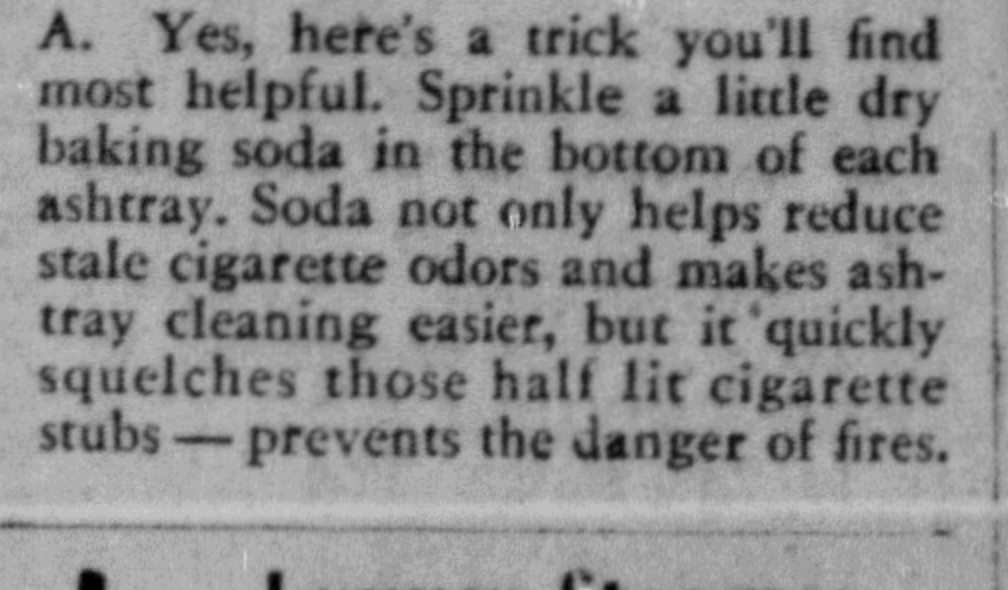 A. Yes, here's a trick you'll find
most helpful. Sprinkle a little dry
baking soda in the bottom of each
ashtray. Soda not only helps reduce
stale cigarette odors and makes ash-
tray cleaning easier, but it quickly
squelches those half lit cigarette
stubs — prevents the danger of fires.